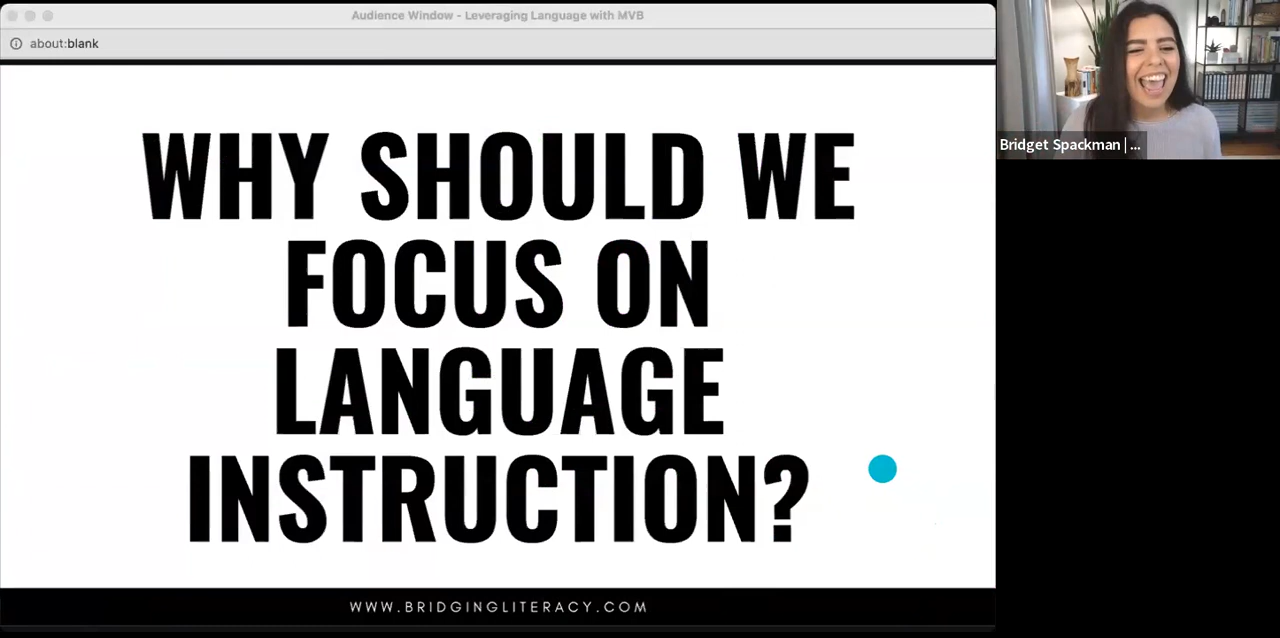 Audience Window - Leveraging Language with MVB
about:blank
WHY SHOULD WE
FOCUS ON
LANGUAGE
INSTRUCTION?
WWW.BRIDGINGLITERACY.COM
Bridget Spackman | ...